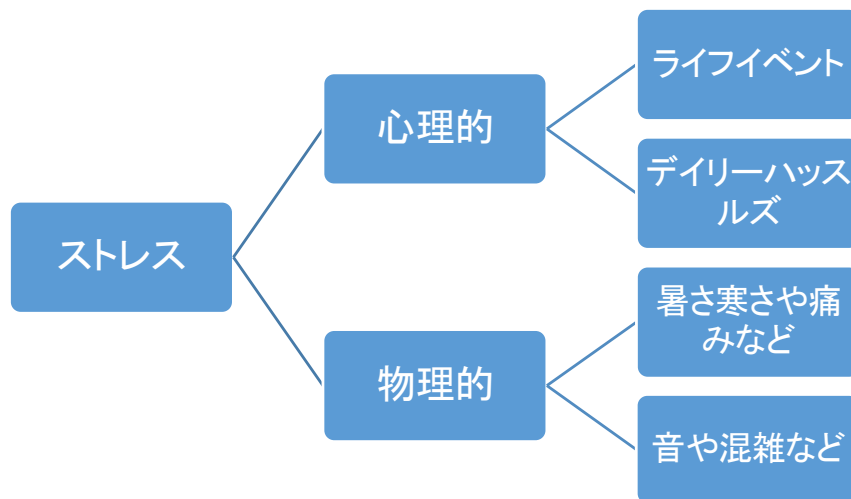 ストレス
心理的
ライフイベント
デイリーハッス
ルズ
物理的
暑さ寒さや痛
みなど
音や混雑など